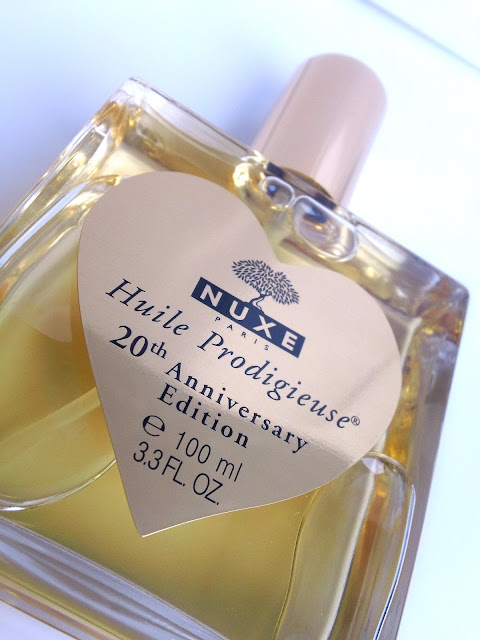 NUXE
PARIS
Huile Prodigieuse®
20th Anniversary
Edition
℮ 100 ml
3.3 FL. OZ.